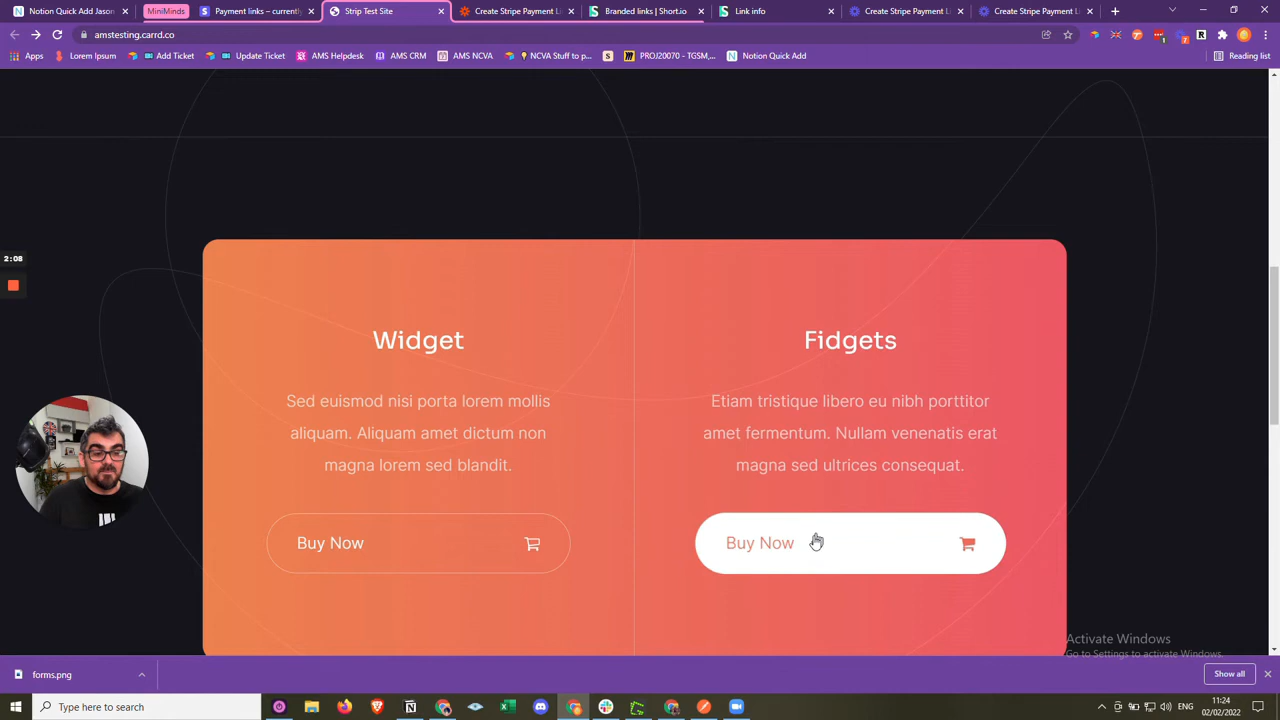 Notion Quick Add Jason
MiniMinds
Payment links – currently
Strip Test Site
Create Stripe Payment Li
Branded links | Short.io
Link info
Create Stripe Payment L
Create Stripe Payment Li
amstesting.carrd.co
Apps
Lorem Ipsum
Add Ticket
Update Ticket
AMS Helpdesk
AMS CRM
AMS NCVA
NCVA Stuff to p...
PROJ20070 - TGSM,...
Notion Quick Add
Reading list
2:08
Widget
Sed euismod nisi porta lorem mollis
aliquam. Aliquam amet dictum non
magna lorem sed blandit.
Buy Now
Fidgets
Etiam tristique libero eu nibh porttitor
amet fermentum. Nullam venenatis erat
magna sed ultrices consequat.
Buy Now
Activate Windows
Go to Settings to activate Windows.
forms.png
Show all
Type here to search
ENG
11:24
02/02/2022